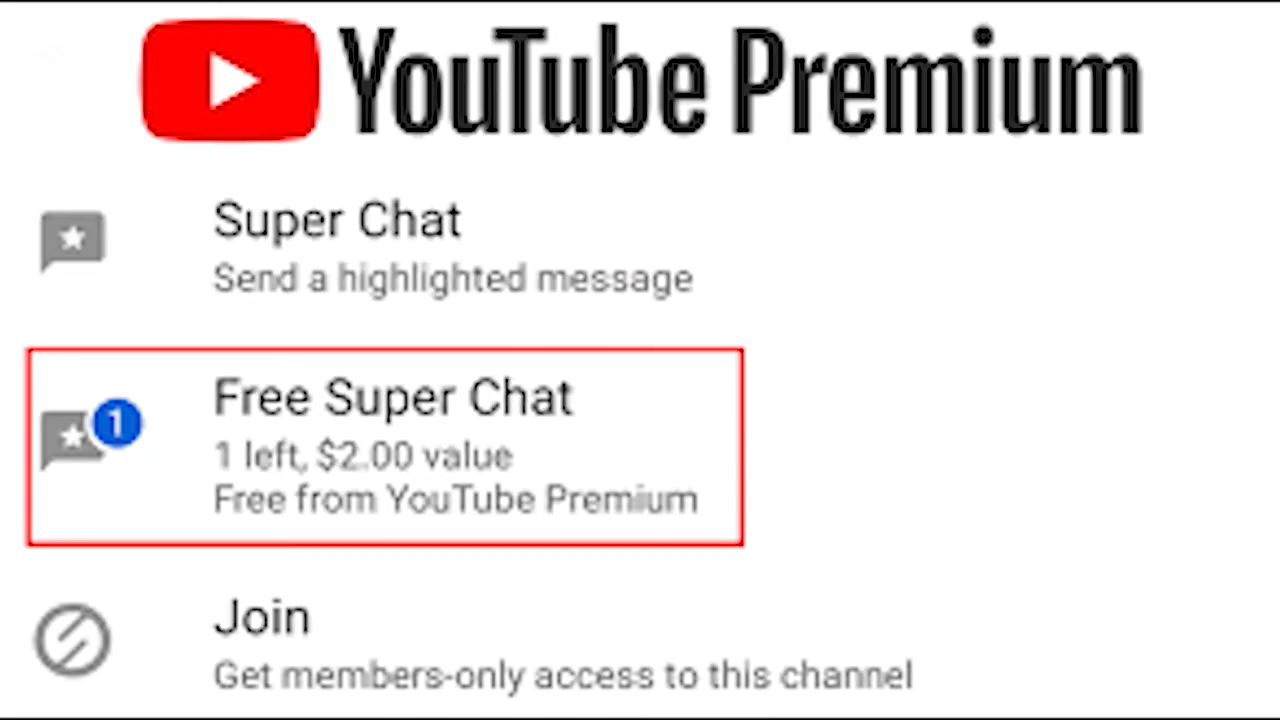 YouTube Premium
Super Chat
Send a highlighted message
1
Free Super Chat
1 left, $2.00 value
Free from YouTube Premium
Join
Get members-only access to this channel